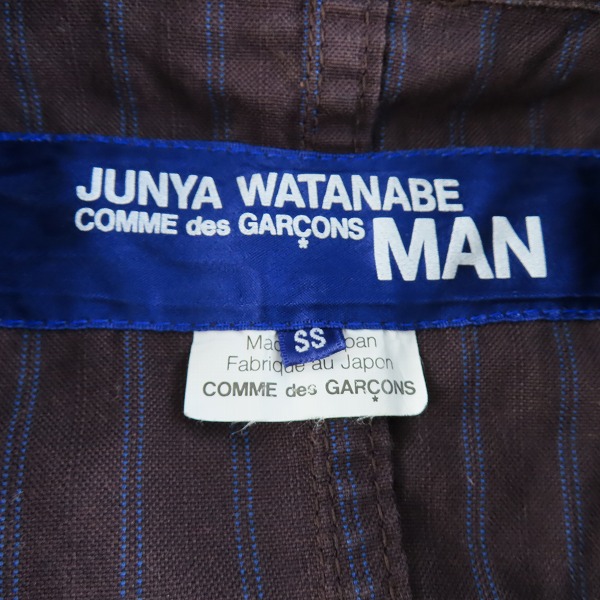 JUNYA WATANABE
COMME des GARÇONS MAN
SS
Fabrique au Japon
COMME des GARÇONS